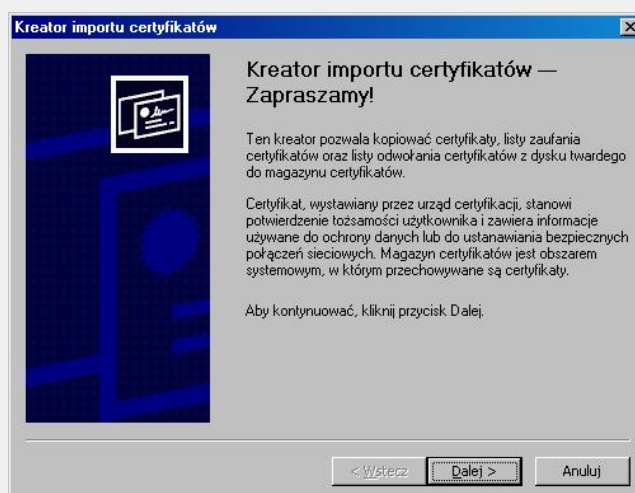 Kreator importu certyfikatów
Kreator importu certyfikatów —
Zapraszamy!
Ten kreator pozwala kopiować certyfikaty, listy zaufania
certyfikatów oraz listy odwołania certyfikatów z dysku twardego
do magazynu certyfikatów.
Certyfikat, wystawiany przez urząd certyfikacji, stanowi
potwierdzenie tożsamości użytkownika i zawiera informacje
używane do ochrony danych lub do ustanawiania bezpiecznych
połączeń sieciowych. Magazyn certyfikatów jest obszarem
systemowym, w którym przechowywane są certyfikaty.
Aby kontynuować, kliknij przycisk Dalej.
< Wstecz Dalej > Anuluj